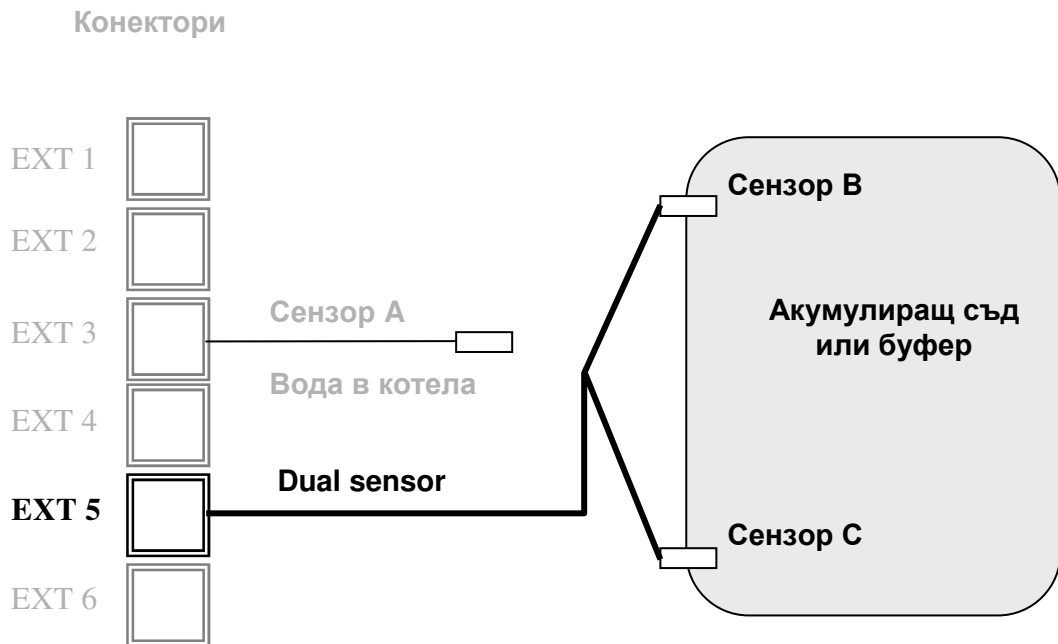 Конектори
EXT 1
EXT 2
EXT 3
EXT 4
EXT 5
EXT 6
Сензор А
Вода в котела
Dual sensor
Сензор В
Акумулиращ съд
или буфер
Сензор С